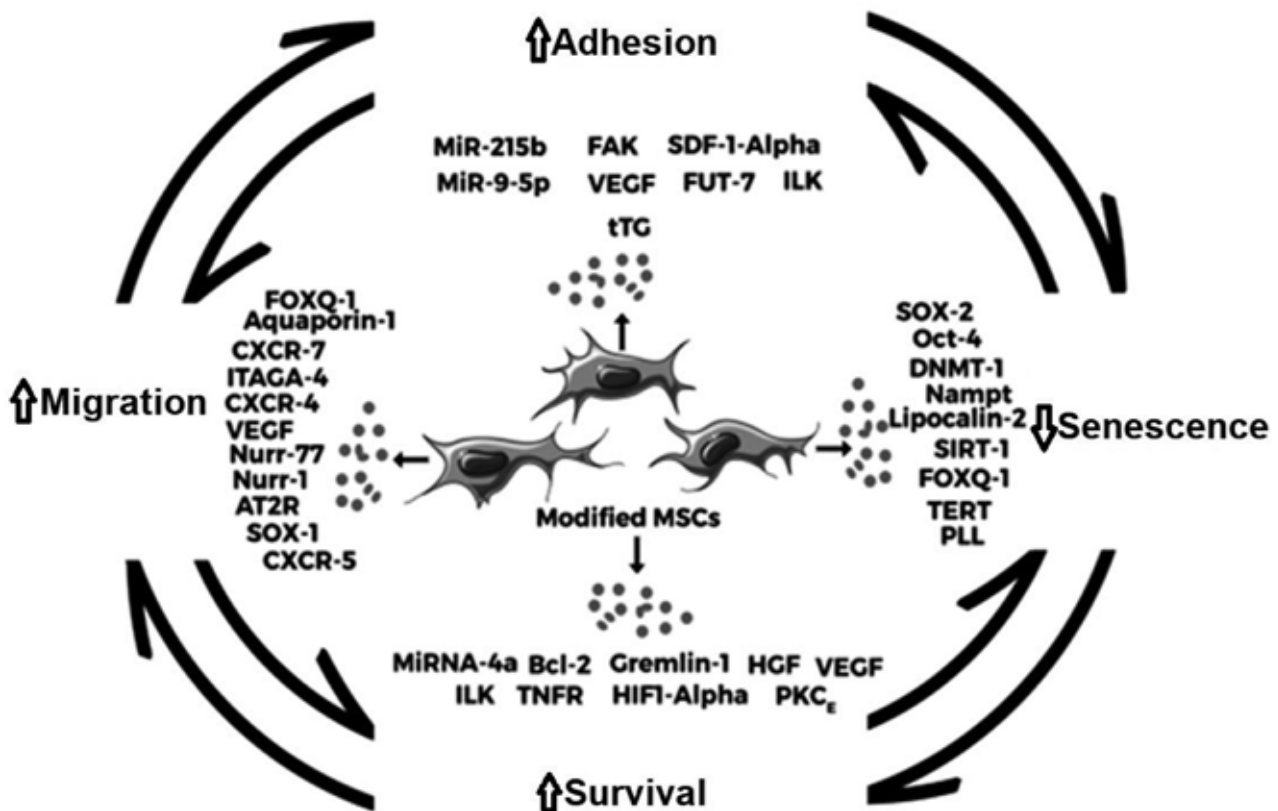 ⇧Adhesion
MiR-215b FAK SDF-1-Alpha
MiR-9-5p VEGF FUT-7 ILK
tTG
FOXQ-1
Aquaporin-1
CXCR-7
ITAGA-4
CXCR-4
VEGF
Nurr-77
Nurr-1
AT2R
SOX-1
CXCR-5
⇧Migration
SOX-2
Oct-4
DNMT-1
Nampt
Lipocalin-2
SIRT-1
FOXQ-1
TERT
PLL
⇩Senescence
Modified MSCs
MiRNA-4a Bcl-2 Gremlin-1 HGF VEGF
ILK TNFR HIF1-Alpha PKCE
⇧Survival